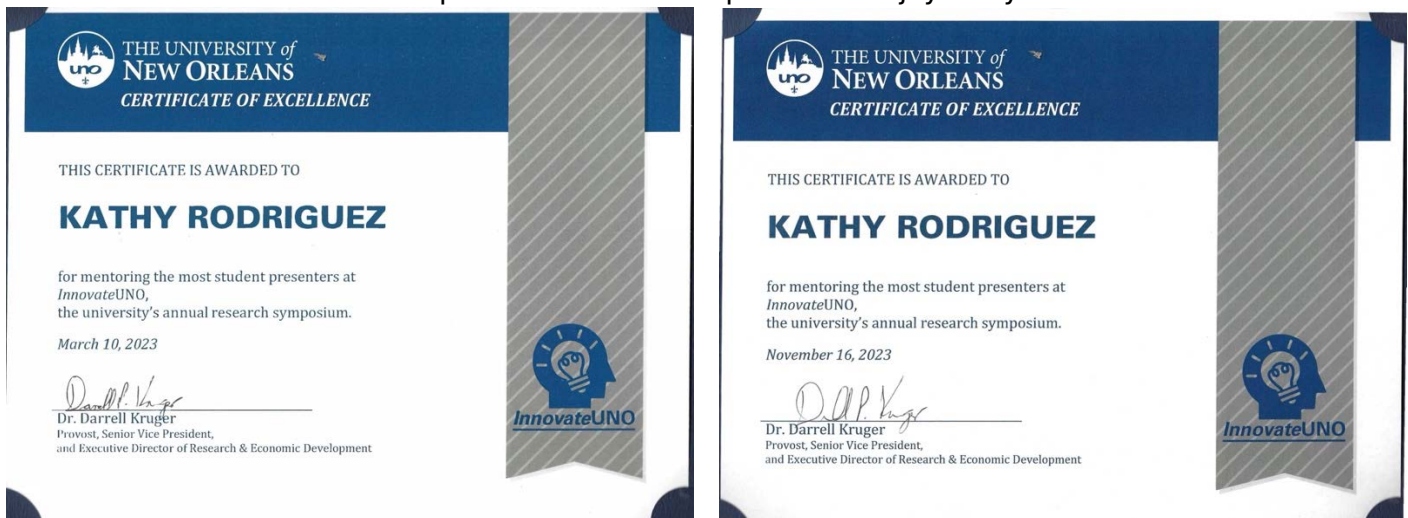 THE UNIVERSITY of
NEW ORLEANS
uno
CERTIFICATE OF EXCELLENCE
THIS CERTIFICATE IS AWARDED TO
KATHY RODRIGUEZ
for mentoring the most student presenters at
InnovateUNO,
the university's annual research symposium.
March 10, 2023
Dr. Darrell Kruger
Provost, Senior Vice President,
and Executive Director of Research & Economic Development
InnovateUNO
THE UNIVERSITY of
NEW ORLEANS
uno
CERTIFICATE OF EXCELLENCE
THIS CERTIFICATE IS AWARDED TO
KATHY RODRIGUEZ
for mentoring the most student presenters at
InnovateUNO,
the university's annual research symposium.
November 16, 2023
Dr. Darrell Kruger
Provost, Senior Vice President,
and Executive Director of Research & Economic Development
InnovateUNO